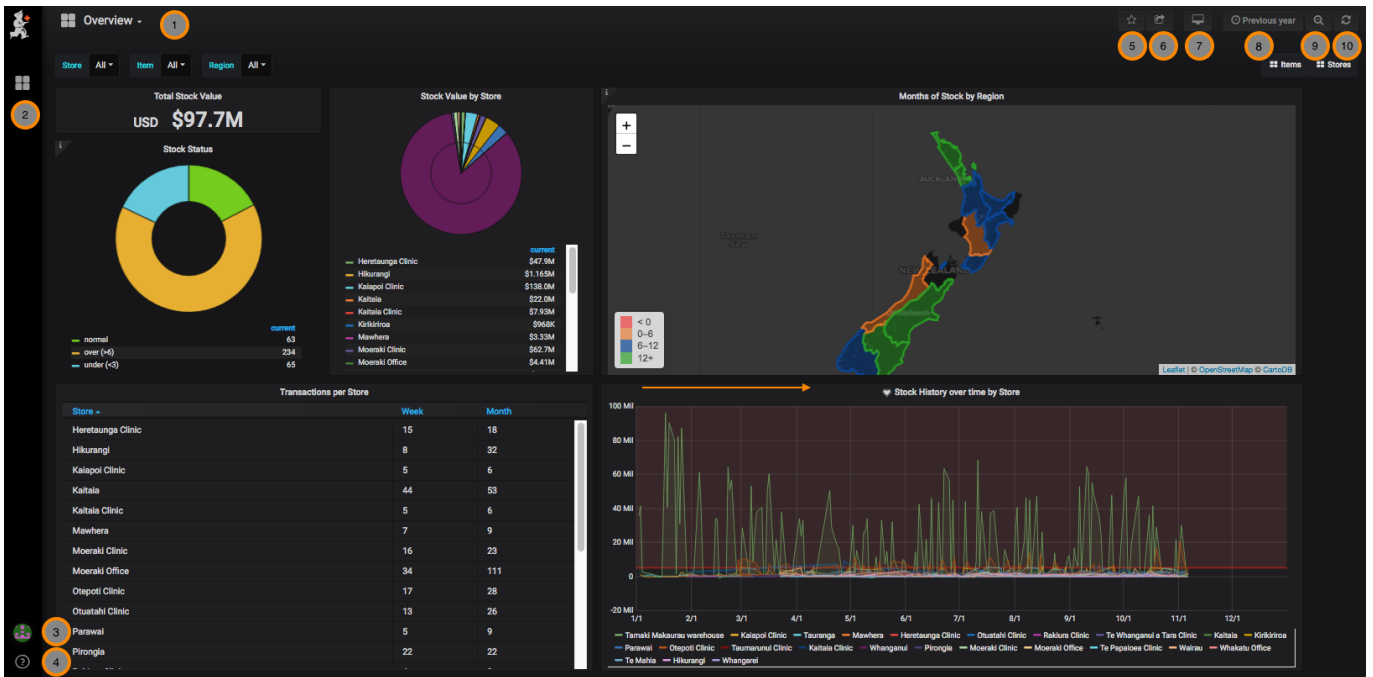 Overview
1
5
6
7
Previous year
8
9
10
Store All Item All Region All
Items Stores
2
Total Stock Value
USD $97.7M
Stock Status
current
normal 63
over (>6) 234
under (<3) 65
Stock Value by Store
current
Heretaunga Clinic $47.9M
Hikurangi $1.165M
Kaiapoi Clinic $138.0M
Kaitaia $22.0M
Kaitaia Clinic $7.93M
Kirikiriroa $968K
Mawhera $3.33M
Moeraki Clinic $62.7M
Moeraki Office $4.41M
i
Months of Stock by Region
+
−
AUCKLAND
Tasman
Sea
NEW ZEALAND
< 0
0–6
6–12
12+
Leaflet | © OpenStreetMap © CartoDB
Transactions per Store
Store Week Month
Heretaunga Clinic 15 18
Hikurangi 8 32
Kaiapoi Clinic 5 6
Kaitaia 44 53
Kaitaia Clinic 5 6
Mawhera 7 9
Moeraki Clinic 16 23
Moeraki Office 34 111
Otepoti Clinic 17 28
Otuatahi Clinic 13 26
Parawai 5 9
Pirongia 22 22
3
4
?
Stock History over time by Store
100 Mil
80 Mil
60 Mil
40 Mil
20 Mil
0
-20 Mil
1/1 2/1 3/1 4/1 5/1 6/1 7/1 8/1 9/1 10/1 11/1 12/1
Tamaki Makaurau warehouse Kaiapoi Clinic Tauranga Mawhera Heretaunga Clinic Otuatahi Clinic Rakiura Clinic Te Whanganui a Tara Clinic Kaitaia Kirikiroa
Parawai Otepoti Clinic Taumarunui Clinic Kaitaia Clinic Whanganui Pirongia Moeraki Clinic Moeraki Office Te Papaioea Clinic Wairau Whakatu Office
Te Mahia Hikurangi Whangarei